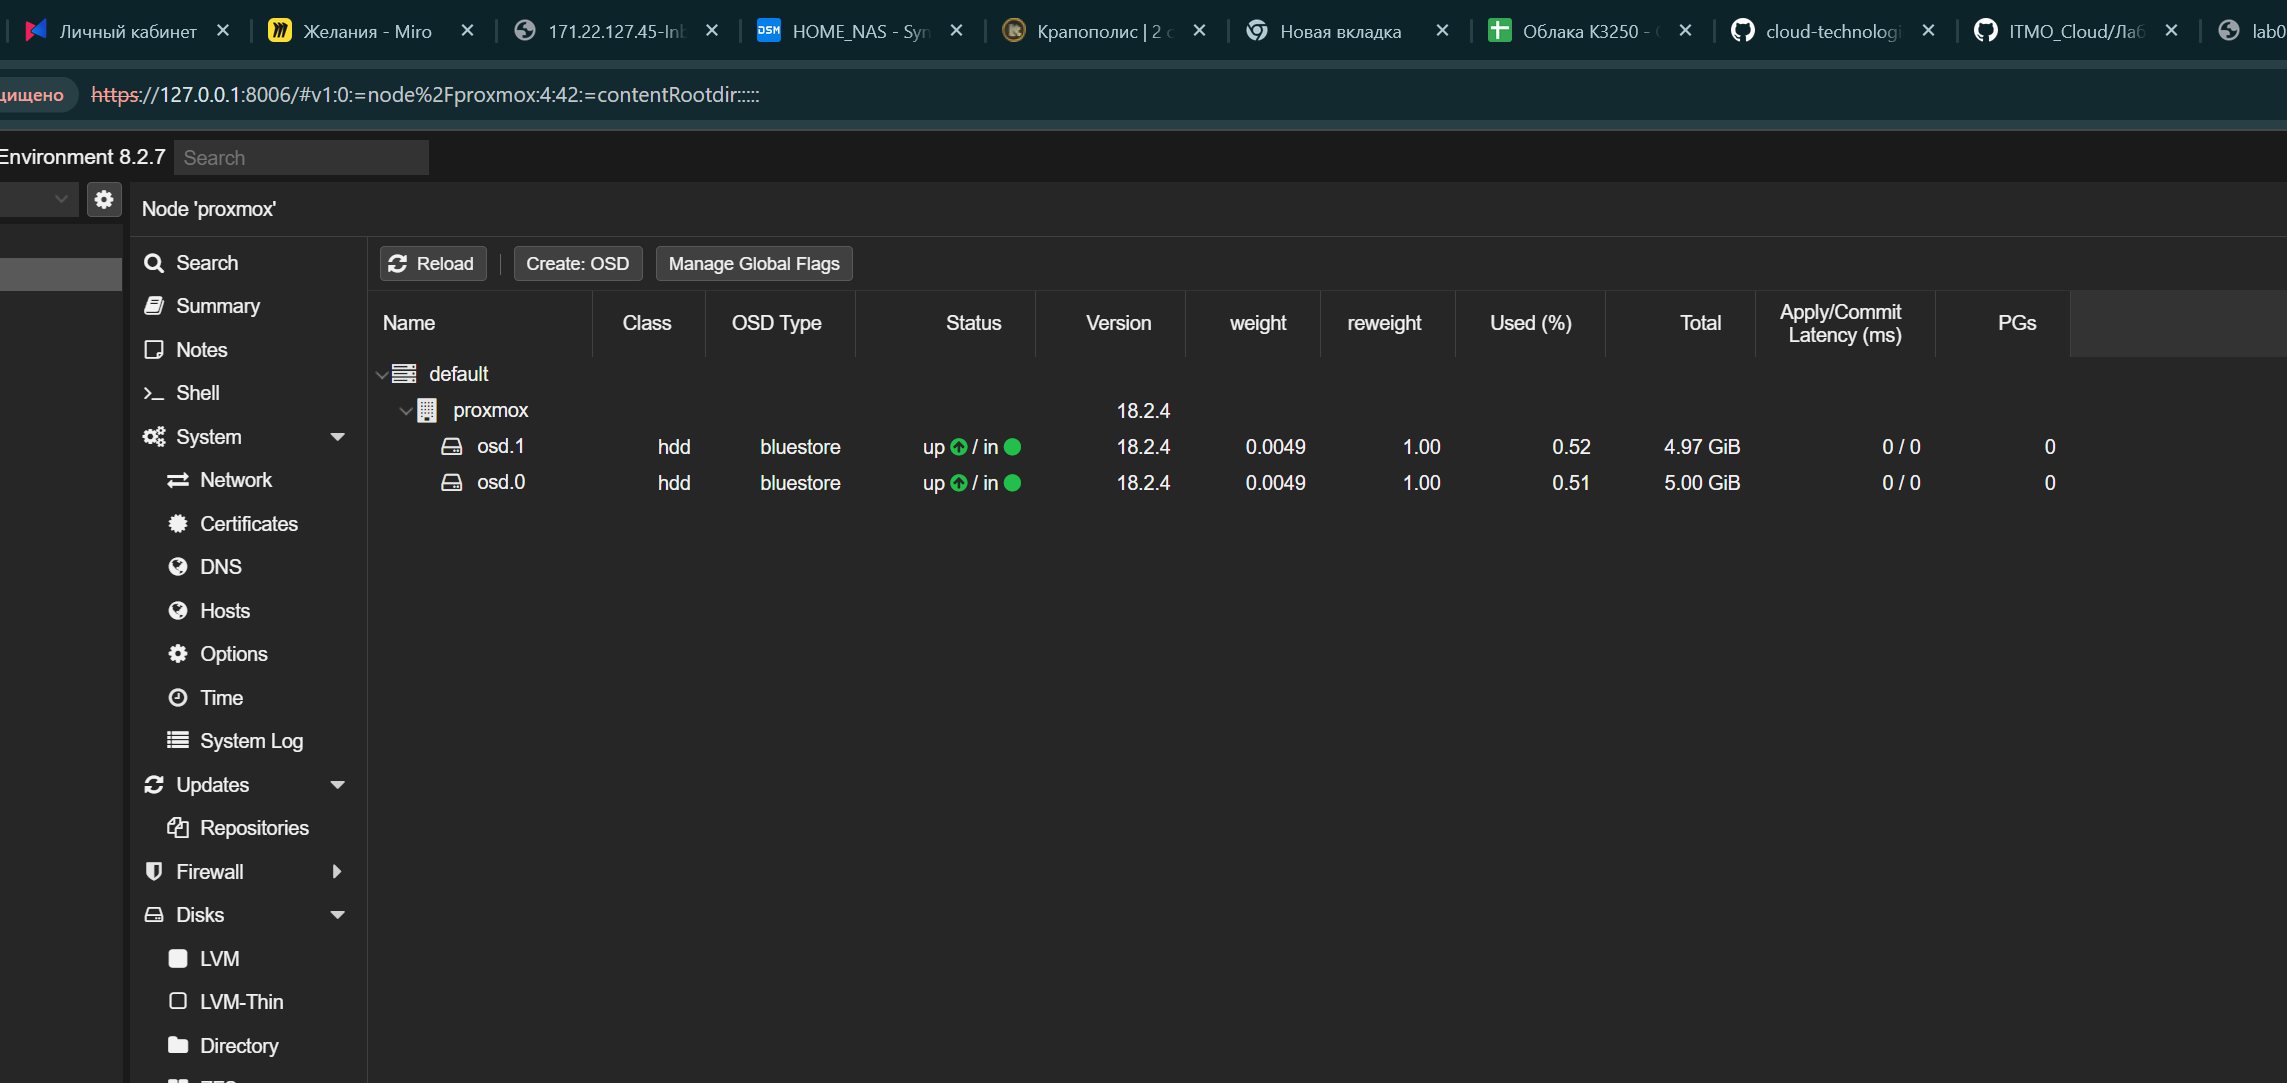 Личный кабинет
Желания - Miro
171.22.127.45-Inb
HOME_NAS - Syn
Крапополис | 2 с
Новая вкладка
Облака K3250 -
cloud-technologi
ITMO_Cloud/Лаб
lab0
https://127.0.0.1:8006/#v1:0:=node%2Fproxmox:4:42:=contentRootdir:::::
Environment 8.2.7
Search
Node 'proxmox'
Search
Summary
Notes
Shell
System
Network
Certificates
DNS
Hosts
Options
Time
System Log
Updates
Repositories
Firewall
Disks
LVM
LVM-Thin
Directory
Reload
Create: OSD
Manage Global Flags
Name Class OSD Type Status Version weight reweight Used (%) Total Apply/Commit Latency (ms) PGs
default
proxmox 18.2.4
osd.1 hdd bluestore up / in 18.2.4 0.0049 1.00 0.52 4.97 GiB 0 / 0 0
osd.0 hdd bluestore up / in 18.2.4 0.0049 1.00 0.51 5.00 GiB 0 / 0 0